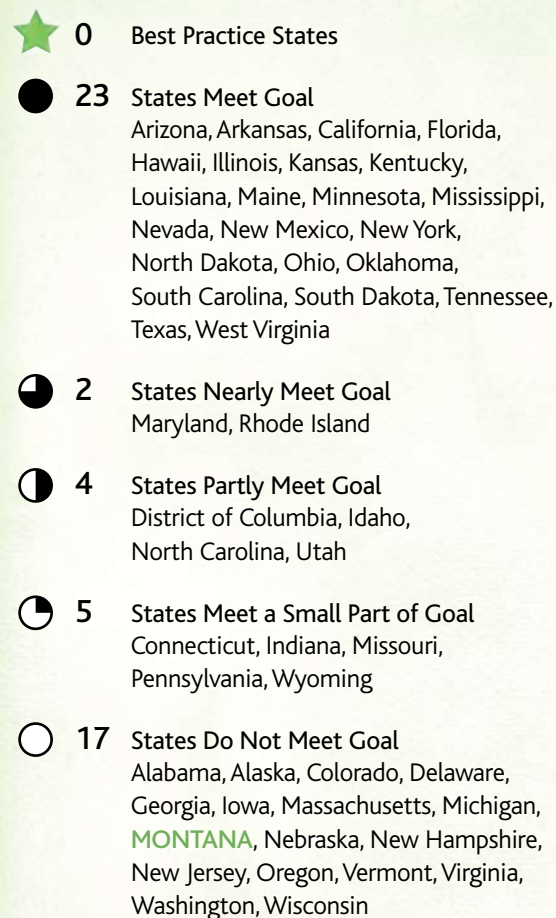 0 Best Practice States
23 States Meet Goal
Arizona, Arkansas, California, Florida,
Hawaii, Illinois, Kansas, Kentucky,
Louisiana, Maine, Minnesota, Mississippi,
Nevada, New Mexico, New York,
North Dakota, Ohio, Oklahoma,
South Carolina, South Dakota, Tennessee,
Texas, West Virginia
2 States Nearly Meet Goal
Maryland, Rhode Island
4 States Partly Meet Goal
District of Columbia, Idaho,
North Carolina, Utah
5 States Meet a Small Part of Goal
Connecticut, Indiana, Missouri,
Pennsylvania, Wyoming
17 States Do Not Meet Goal
Alabama, Alaska, Colorado, Delaware,
Georgia, Iowa, Massachusetts, Michigan,
MONTANA, Nebraska, New Hampshire,
New Jersey, Oregon, Vermont, Virginia,
Washington, Wisconsin